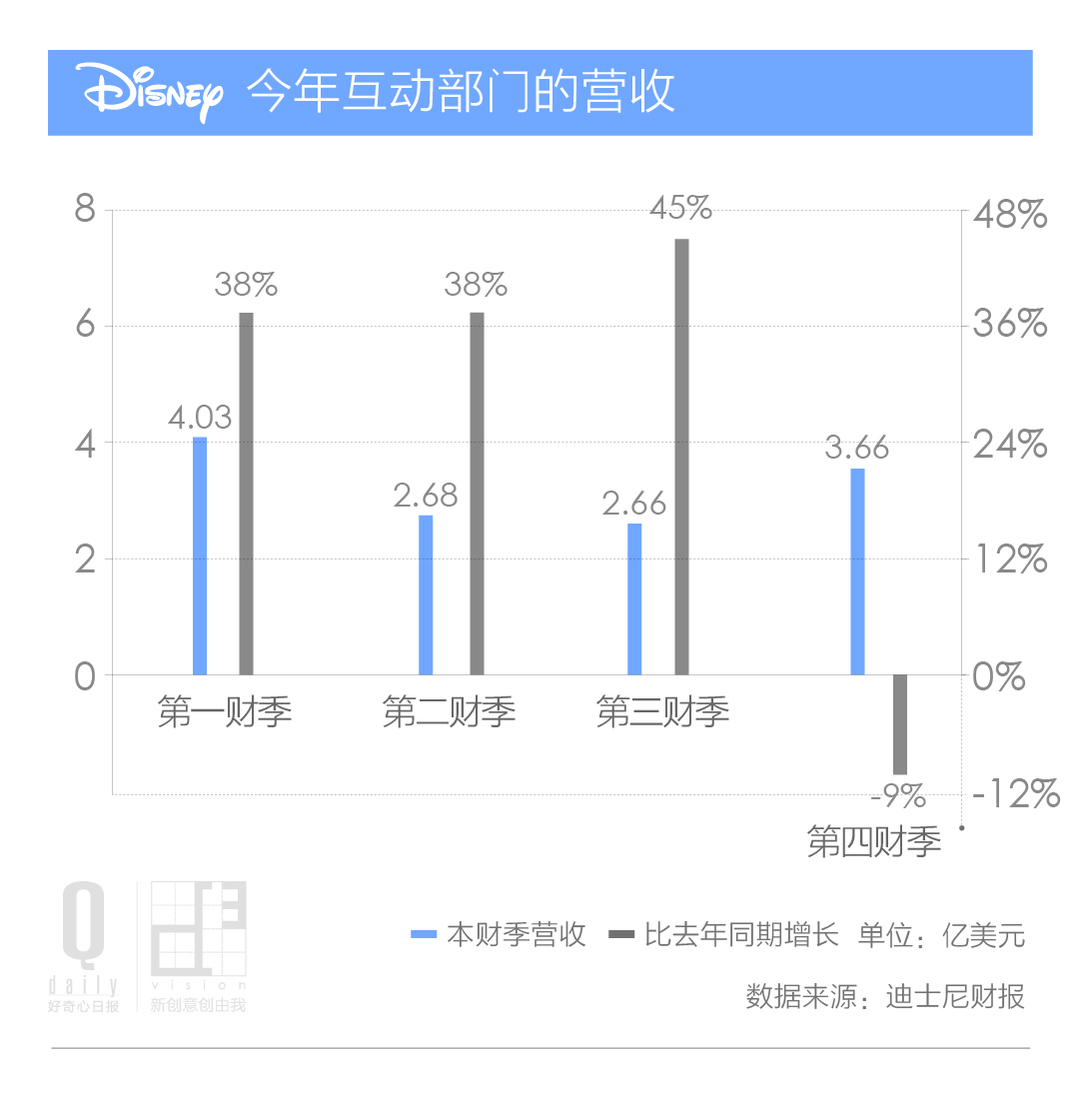 Disney 今年互动部门的营收
8
48%
45%
38%
38%
6
36%
4.03
4
24%
3.66
2.68
2.66
2
12%
0
0%
第一财季
第二财季
第三财季
-9%
-12%
第四财季
Q
daily
好奇心日报
vision
新创意创由我
本财季营收 比去年同期增长 单位：亿美元
数据来源：迪士尼财报